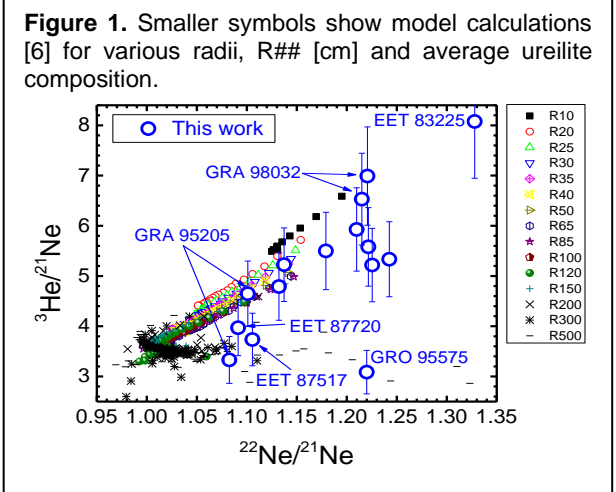 Figure 1. Smaller symbols show model calculations
[6] for various radii, R## [cm] and average ureilite
composition.
This work
EET 83225
GRA 98032
GRA 95205
EET 87720
EET 87517
GRO 95575
8
7
6
5
4
3
³He/²¹Ne
0.95 1.00 1.05 1.10 1.15 1.20 1.25 1.30 1.35
²²Ne/²¹Ne
R10
R20
R25
R30
R35
R40
R50
R65
R85
R100
R120
R150
R200
R300
R500